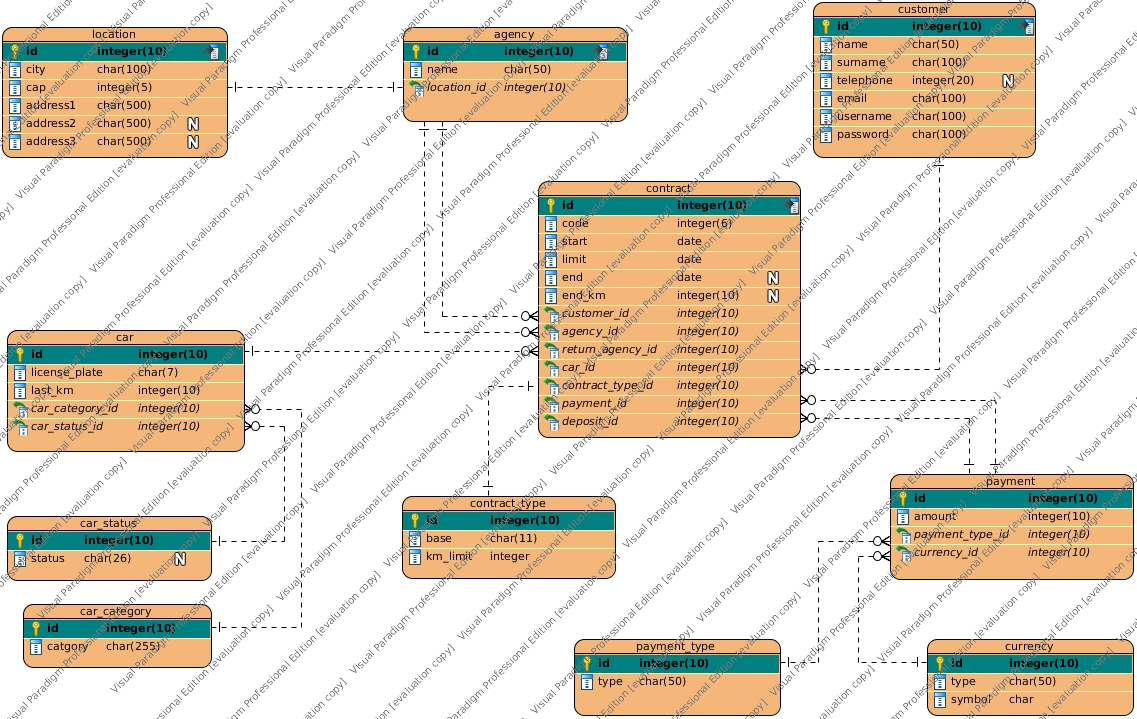 location
id integer(10)
city char(100)
cap integer(5)
address1 char(500)
address2 char(500) N
address3 char(500) N
agency
id integer(10)
name char(50)
location_id integer(10)
customer
id integer(10)
name char(50)
surname char(100)
telephone integer(20) N
email char(100)
username char(100)
password char(100)
contract
id integer(10)
code integer(6)
start date
limit date
end date N
end_km integer(10) N
customer_id integer(10)
agency_id integer(10)
return_agency_id integer(10)
car_id integer(10)
contract_type_id integer(10)
payment_id integer(10)
deposit_id integer(10)
car
id integer(10)
license_plate char(7)
last_km integer(10)
car_category_id integer(10)
car_status_id integer(10)
contract_type
id integer(10)
base char(11)
km_limit integer
payment
id integer(10)
amount integer(10)
payment_type_id integer(10)
currency_id integer(10)
car_status
id integer(10)
status char(26) N
car_category
id integer(10)
catgory char(255)
payment_type
id integer(10)
type char(50)
currency
id integer(10)
type char(50)
symbol char
Visual Paradigm Professional Edition [evaluation copy]